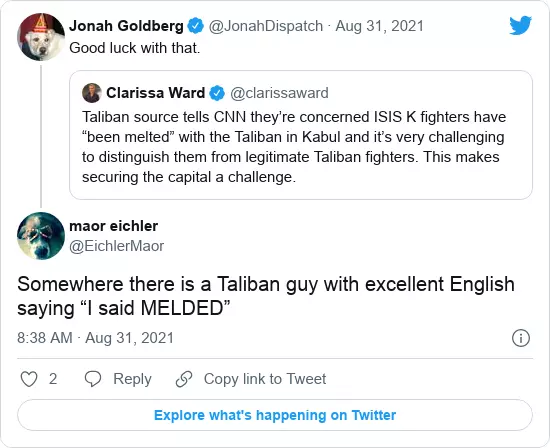 Jonah Goldberg @JonahDispatch · Aug 31, 2021
Good luck with that.
Clarissa Ward @clarissaward
Taliban source tells CNN they’re concerned ISIS K fighters have
“been melted” with the Taliban in Kabul and it’s very challenging
to distinguish them from legitimate Taliban fighters. This makes
securing the capital a challenge.
maor eichler
@EichlerMaor
Somewhere there is a Taliban guy with excellent English
saying “I said MELDED”
8:38 AM · Aug 31, 2021
2 Reply Copy link to Tweet
Explore what's happening on Twitter